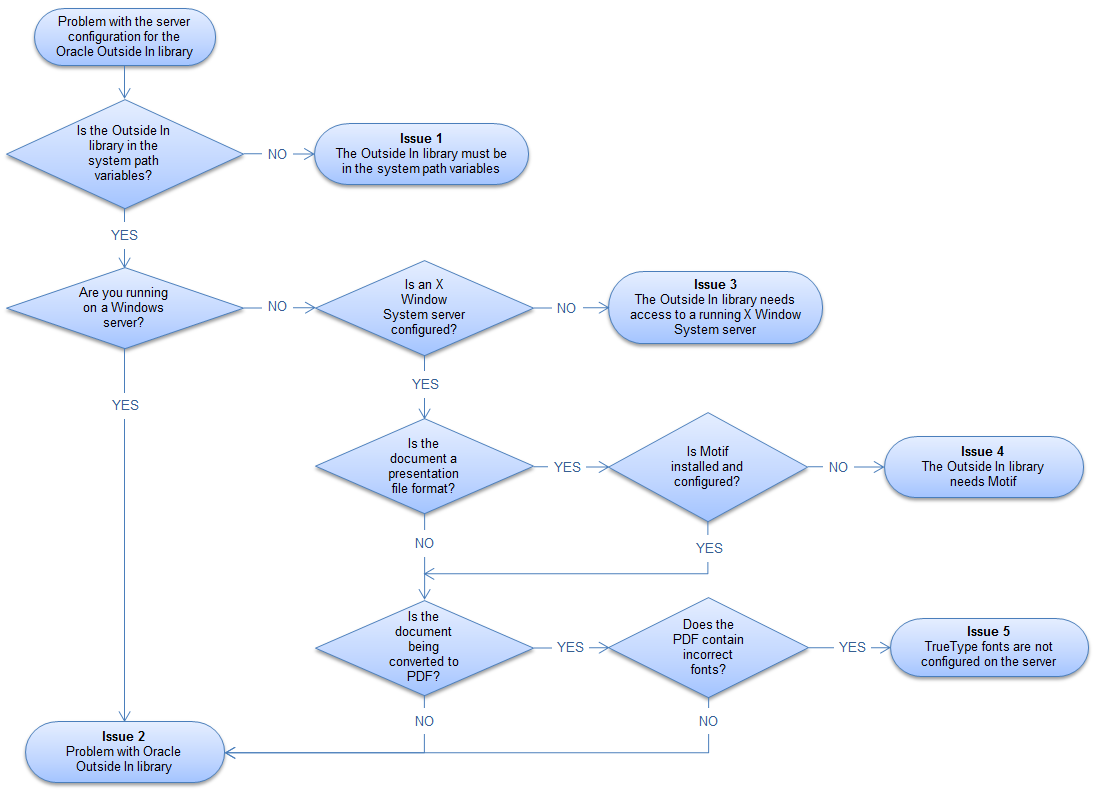 Problem with the server
configuration for the
Oracle Outside In library
Is the Outside In
library in the
system path
variables?
NO
Issue 1
The Outside In library must be
in the system path variables
YES
Are you running
on a Windows
server?
NO
Is an X
Window
System server
configured?
NO
Issue 3
The Outside In library needs
access to a running X Window
System server
YES
YES
Is the
document a
presentation
file format?
YES
Is Motif
installed and
configured?
NO
Issue 4
The Outside In library
needs Motif
NO
YES
Is the
document
being
converted to
PDF?
YES
Does the
PDF contain
incorrect
fonts?
YES
Issue 5
TrueType fonts are not
configured on the server
NO
NO
Issue 2
Problem with Oracle
Outside In library